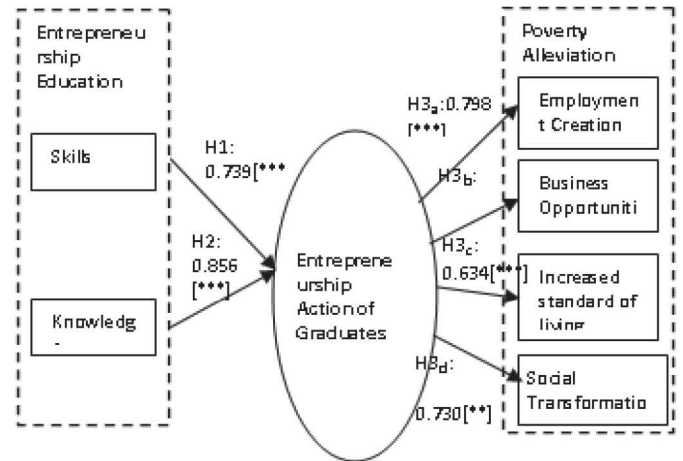 Entrepreneu
rship
Education
Skills
Knowledg
H1:
0.739[***
H2:
0.856
[***]
Entreprene
urship
Action of
Graduates
H3a:0.798
[***]
H3b:
H3c:
0.634[***]
H3d:
0.730[**]
Poverty
Alleviation
Employmen
t Creation
Business
Opportuniti
Increased
standard of
living
Social
Transformatio